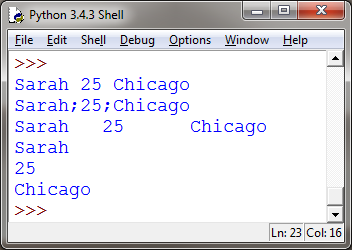 Python 3.4.3 Shell
File Edit Shell Debug Options Window Help
>>>
Sarah 25 Chicago
Sarah;25;Chicago
Sarah   25      Chicago
Sarah
25
Chicago
>>>
Ln: 23 Col: 16